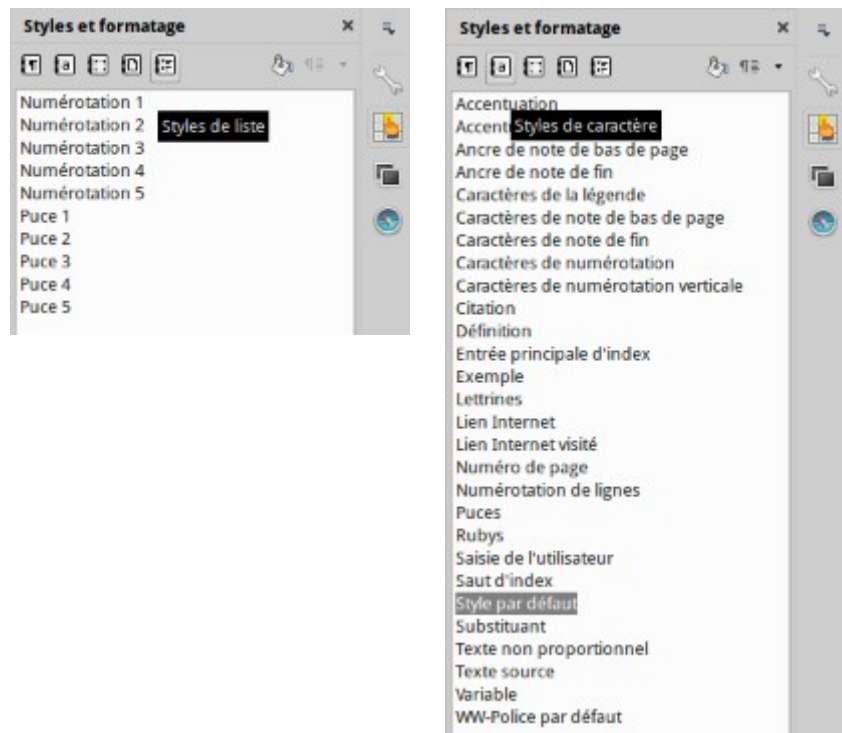 Styles et formatage
Numérotation 1
Numérotation 2
Styles de liste
Numérotation 3
Numérotation 4
Numérotation 5
Puce 1
Puce 2
Puce 3
Puce 4
Puce 5
Styles et formatage
Accentuation
Accent
Styles de caractère
Ancre de note de bas de page
Ancre de note de fin
Caractères de la légende
Caractères de note de bas de page
Caractères de note de fin
Caractères de numérotation
Caractères de numérotation verticale
Citation
Définition
Entrée principale d'index
Exemple
Lettrines
Lien Internet
Lien Internet visité
Numéro de page
Numérotation de lignes
Puces
Rubys
Saisie de l'utilisateur
Saut d'index
Style par défaut
Substituant
Texte non proportionnel
Texte source
Variable
WW-Police par défaut